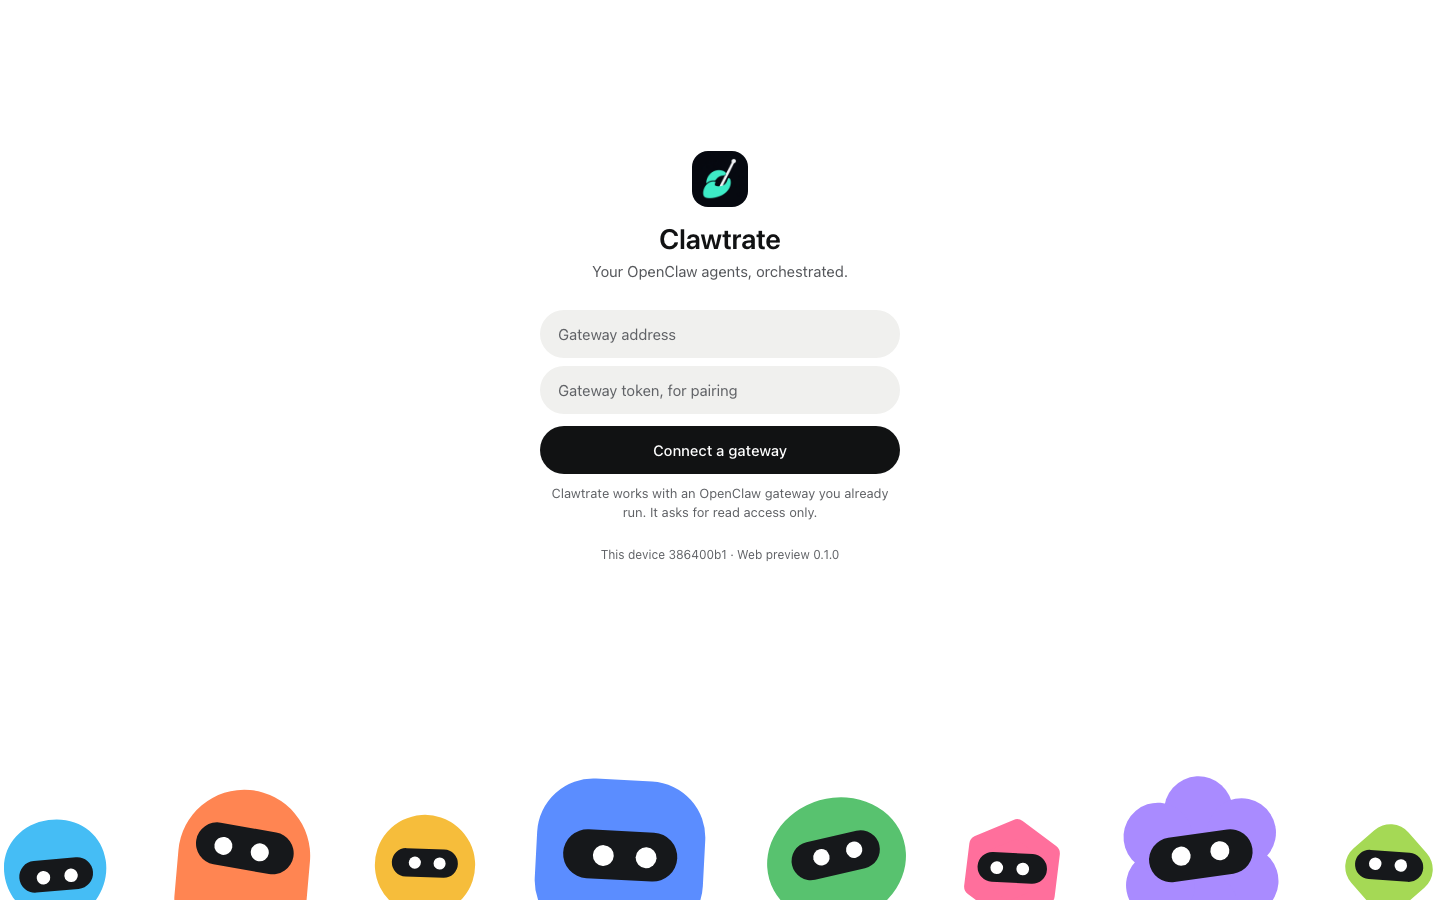 Clawtrate
Your OpenClaw agents, orchestrated.
Gateway address
Gateway token, for pairing
Connect a gateway
Clawtrate works with an OpenClaw gateway you already
run. It asks for read access only.
This device 386400b1 · Web preview 0.1.0